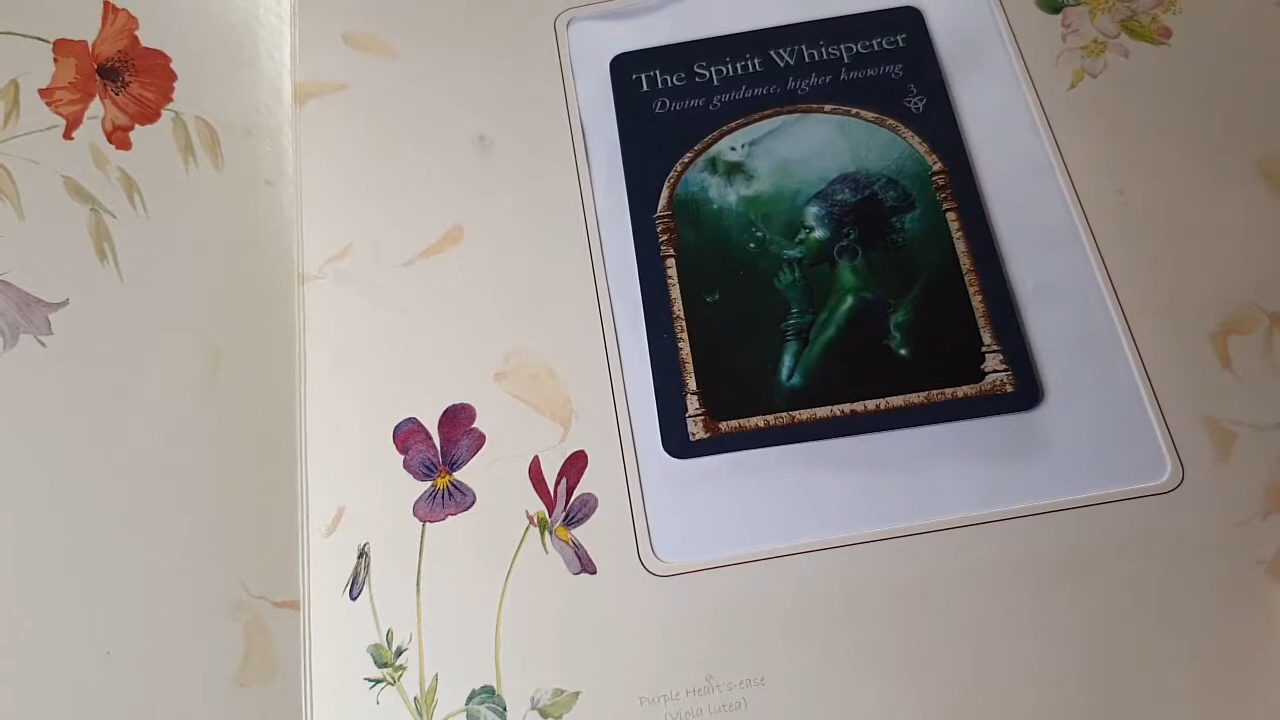 The Spirit Whisperer
Divine guidance, higher knowing
3
Purple Heart's-ease
(Viola lutea)